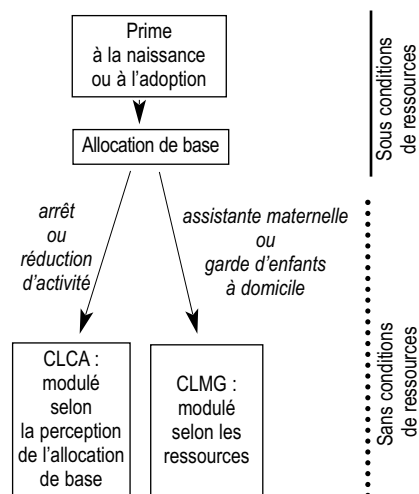 Prime
à la naissance
ou à l'adoption
Sous conditions
de ressources
Allocation de base
arrêt
ou
réduction
d'activité
assistante maternelle
ou
garde d'enfants
à domicile
CLCA :
modulé
selon
la perception
de l'allocation
de base
CLMG :
modulé
selon les
ressources
Sans conditions
de ressources